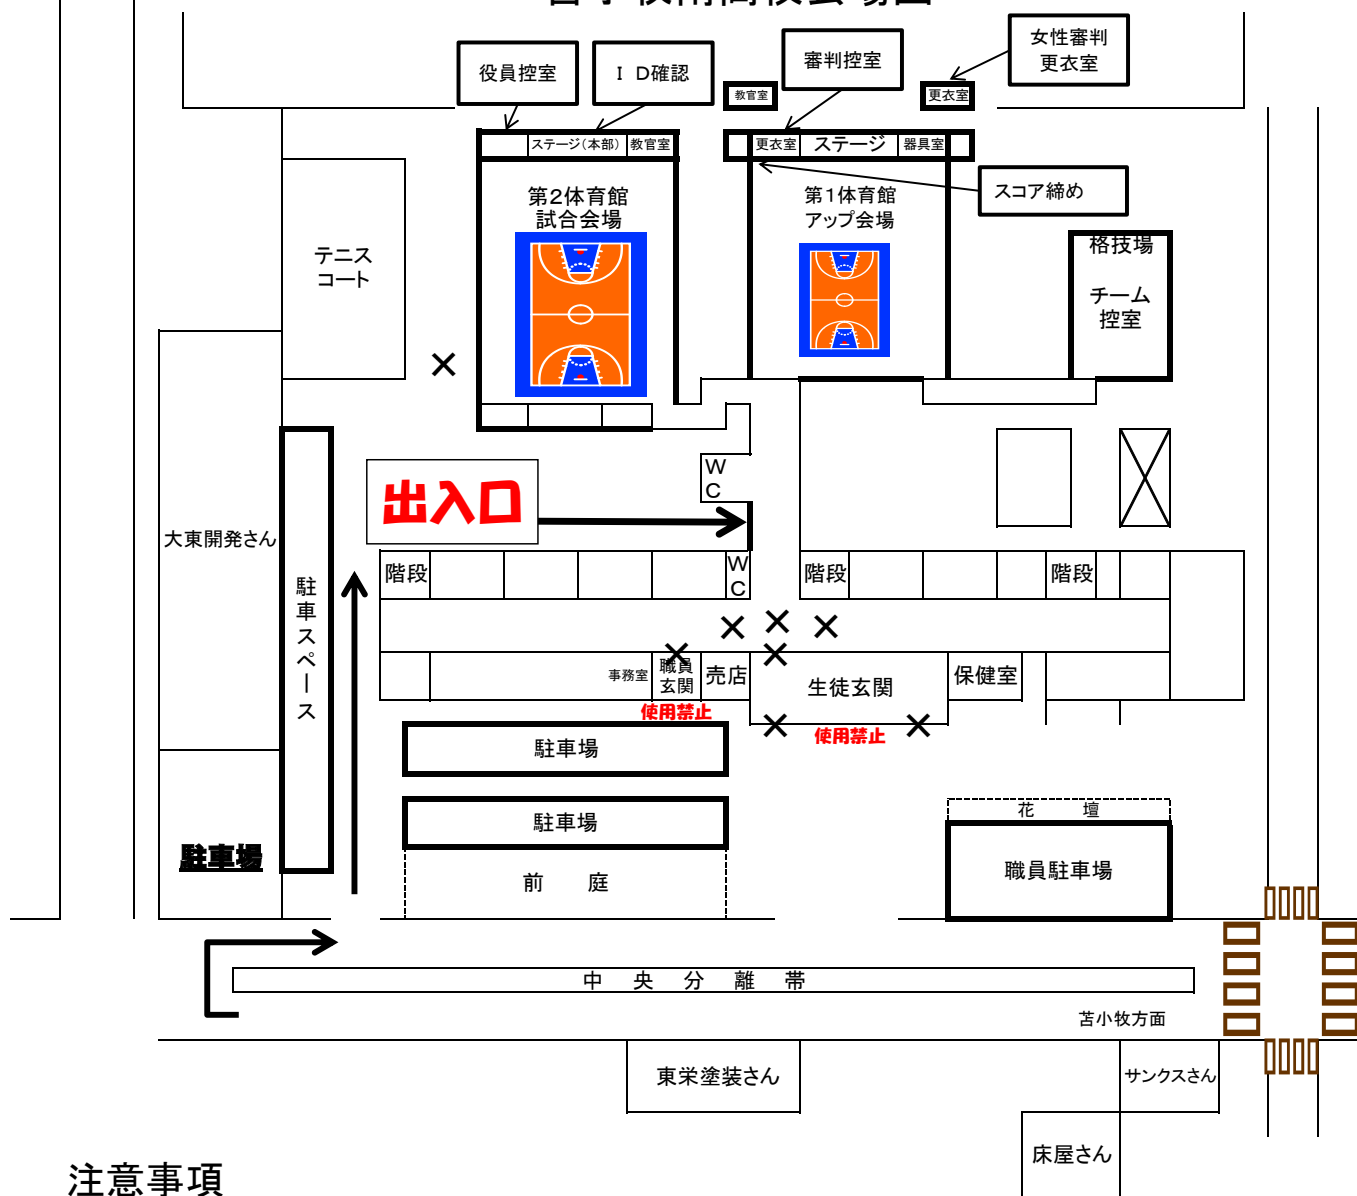 女性審判
更衣室
審判控室
役員控室
Ｉ Ｄ確認
教官室
更衣室
ステージ(本部)
教官室
更衣室
ステージ
器具室
第2体育館
試合会場
第1体育館
アップ会場
スコア締め
テニス
コート
格技場
チーム
控室
ＷＣ
出入口
大東開発さん
駐車スペース
階段
ＷＣ
階段
階段
事務室
職員
玄関
売店
生徒玄関
保健室
使用禁止
使用禁止
駐車場
駐車場
花　壇
駐車場
前　庭
職員駐車場
中 央 分 離 帯
苫小牧方面
東栄塗装さん
サンクスさん
床屋さん
注意事項